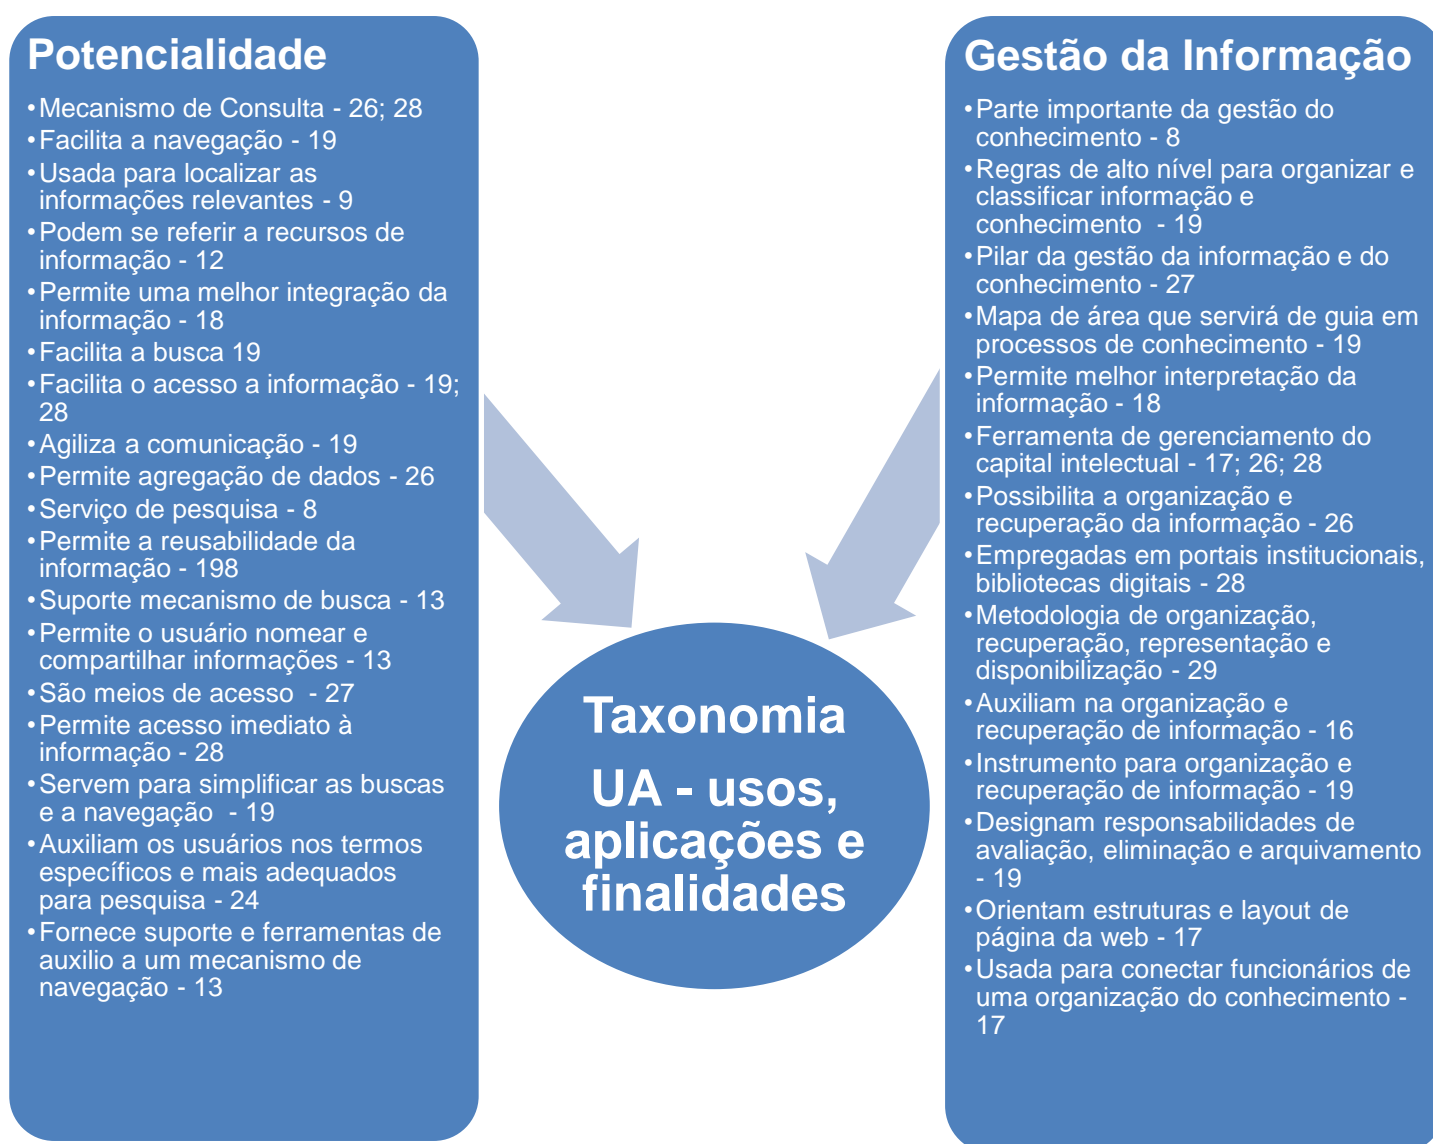 Potencialidade
•Mecanismo de Consulta - 26; 28
•Facilita a navegação - 19
•Usada para localizar as
informações relevantes - 9
•Podem se referir a recursos de
informação - 12
•Permite uma melhor integração da
informação - 18
•Facilita a busca 19
•Facilita o acesso a informação - 19;
28
•Agiliza a comunicação - 19
•Permite agregação de dados - 26
•Serviço de pesquisa - 8
•Permite a reusabilidade da
informação - 198
•Suporte mecanismo de busca - 13
•Permite o usuário nomear e
compartilhar informações - 13
•São meios de acesso  - 27
•Permite acesso imediato à
informação - 28
•Servem para simplificar as buscas
e a navegação  - 19
•Auxiliam os usuários nos termos
específicos e mais adequados
para pesquisa - 24
•Fornece suporte e ferramentas de
auxilio a um mecanismo de
navegação - 13
Taxonomia
UA - usos,
aplicações e
finalidades
Gestão da Informação
•Parte importante da gestão do
conhecimento - 8
•Regras de alto nível para organizar e
classificar informação e
conhecimento  - 19
•Pilar da gestão da informação e do
conhecimento - 27
•Mapa de área que servirá de guia em
processos de conhecimento - 19
•Permite melhor interpretação da
informação - 18
•Ferramenta de gerenciamento do
capital intelectual - 17; 26; 28
•Possibilita a organização e
recuperação da informação - 26
•Empregadas em portais institucionais,
bibliotecas digitais - 28
•Metodologia de organização,
recuperação, representação e
disponibilização - 29
•Auxiliam na organização e
recuperação de informação - 16
•Instrumento para organização e
recuperação de informação - 19
•Designam responsabilidades de
avaliação, eliminação e arquivamento
- 19
•Orientam estruturas e layout de
página da web - 17
•Usada para conectar funcionários de
uma organização do conhecimento -
17